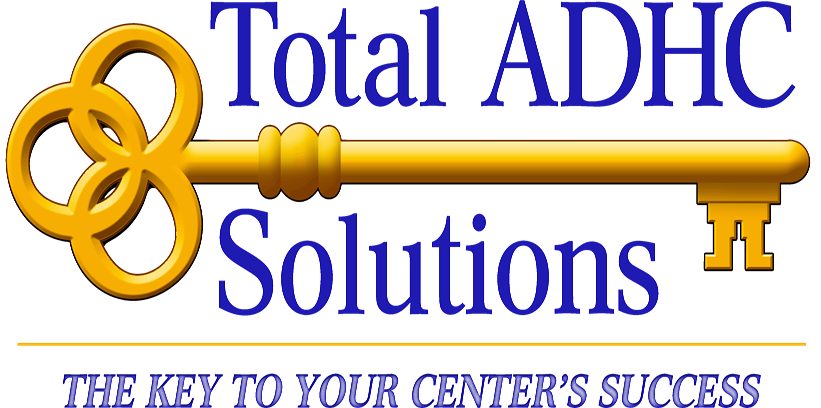 Total ADHC
Solutions
THE KEY TO YOUR CENTER'S SUCCESS